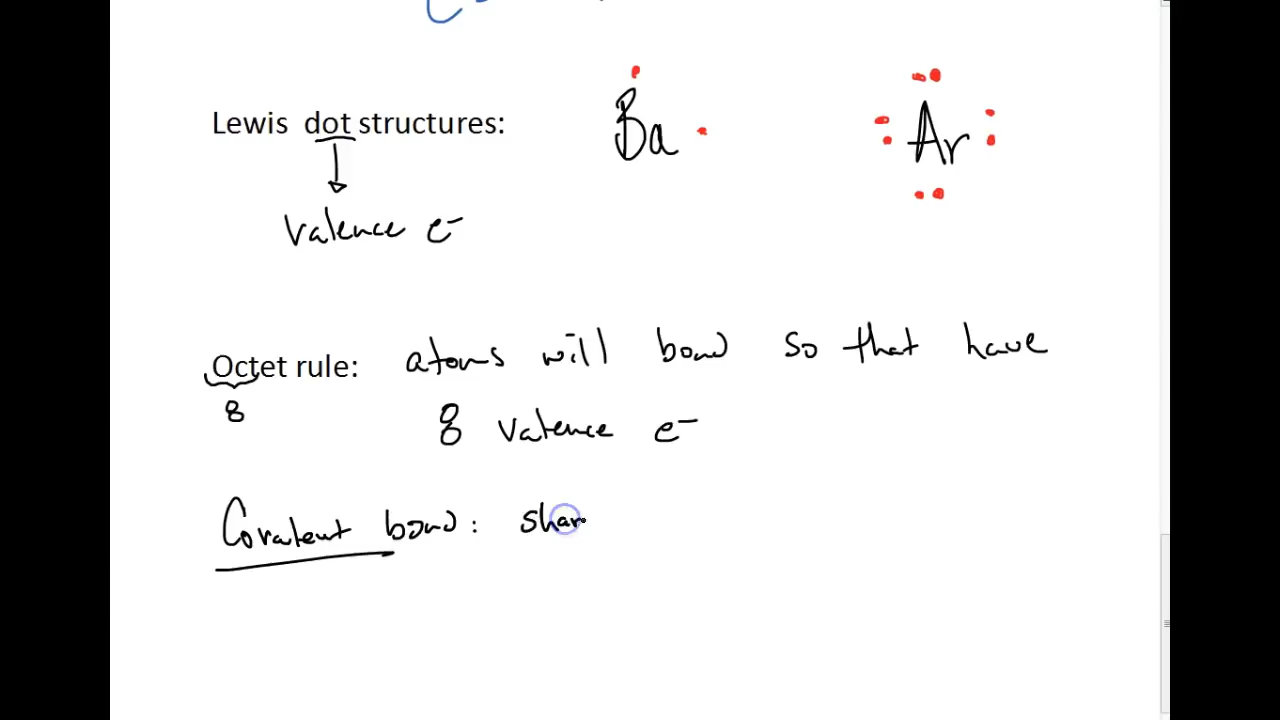 Lewis dot structures: Ba Ar
valence e-
Octet rule: atoms will bond so that have
8 8 valence e-
Covalent bond: shar